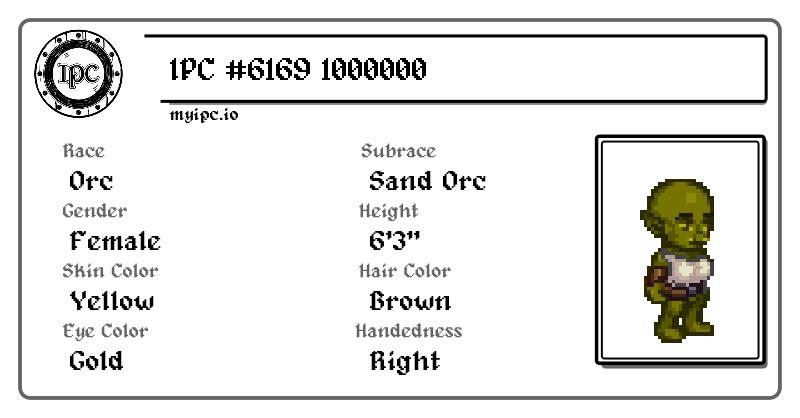 IPC
IPC #6169 1000000
myipc.io
Race
Subrace
Orc
Sand Orc
Gender
Height
Female
6'3"
Skin Color
Hair Color
Yellow
Brown
Eye Color
Handedness
Gold
Right